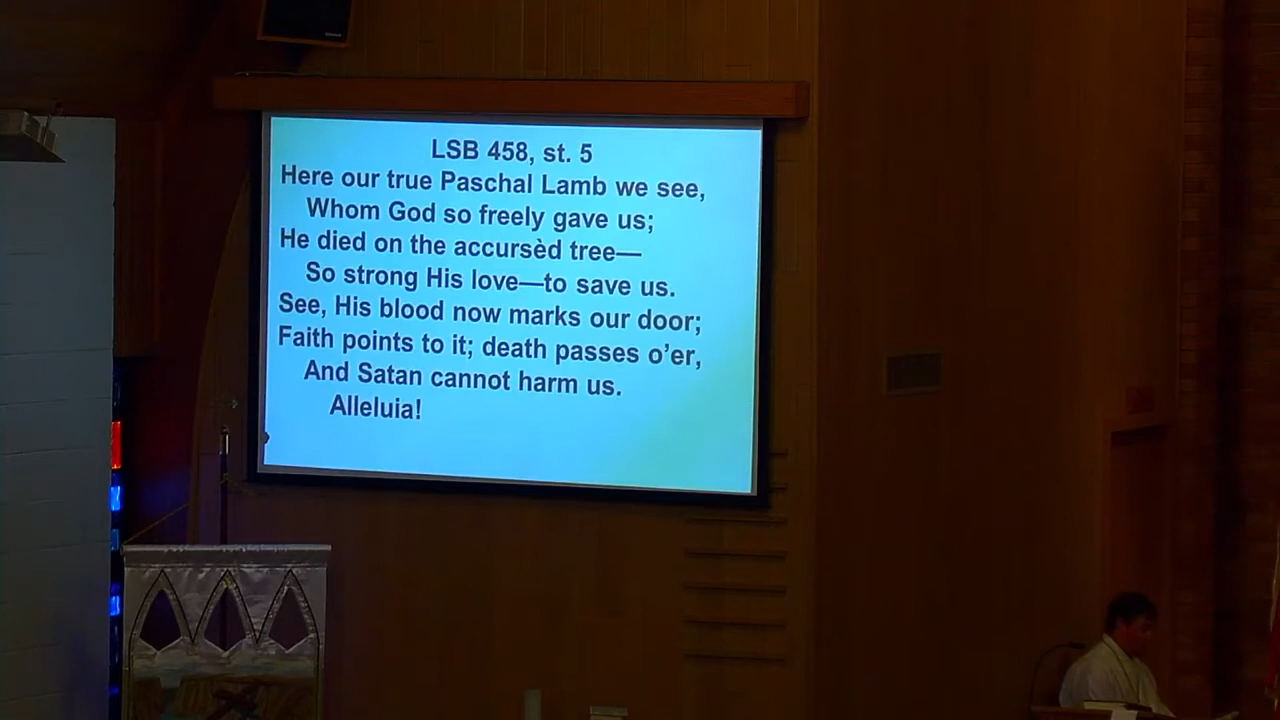 LSB 458, st. 5
Here our true Paschal Lamb we see,
Whom God so freely gave us;
He died on the accursèd tree—
So strong His love—to save us.
See, His blood now marks our door;
Faith points to it; death passes o’er,
And Satan cannot harm us.
Alleluia!